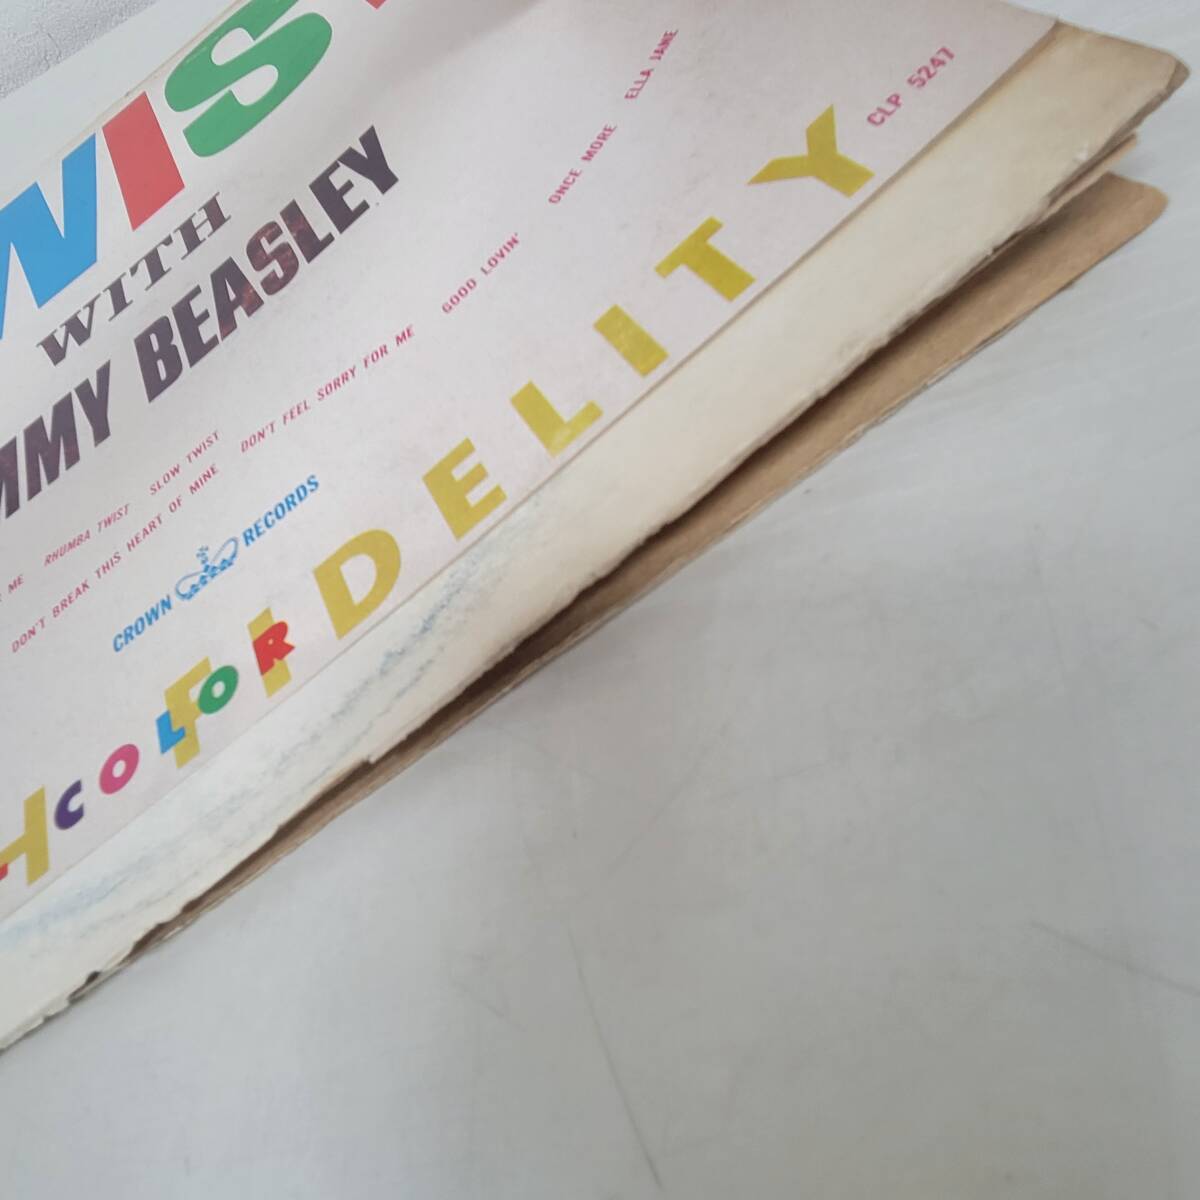 WIS
WITH
MMY BEASLEY
ME RHUMBA TWIST SLOW TWIST
DON'T BREAK THIS HEART OF MINE DON'T FEEL SORRY FOR ME GOOD LOVIN' ONCE MORE ELLA JANE
CROWN RECORDS
CLP 5247
H FIDELITY
COLOR